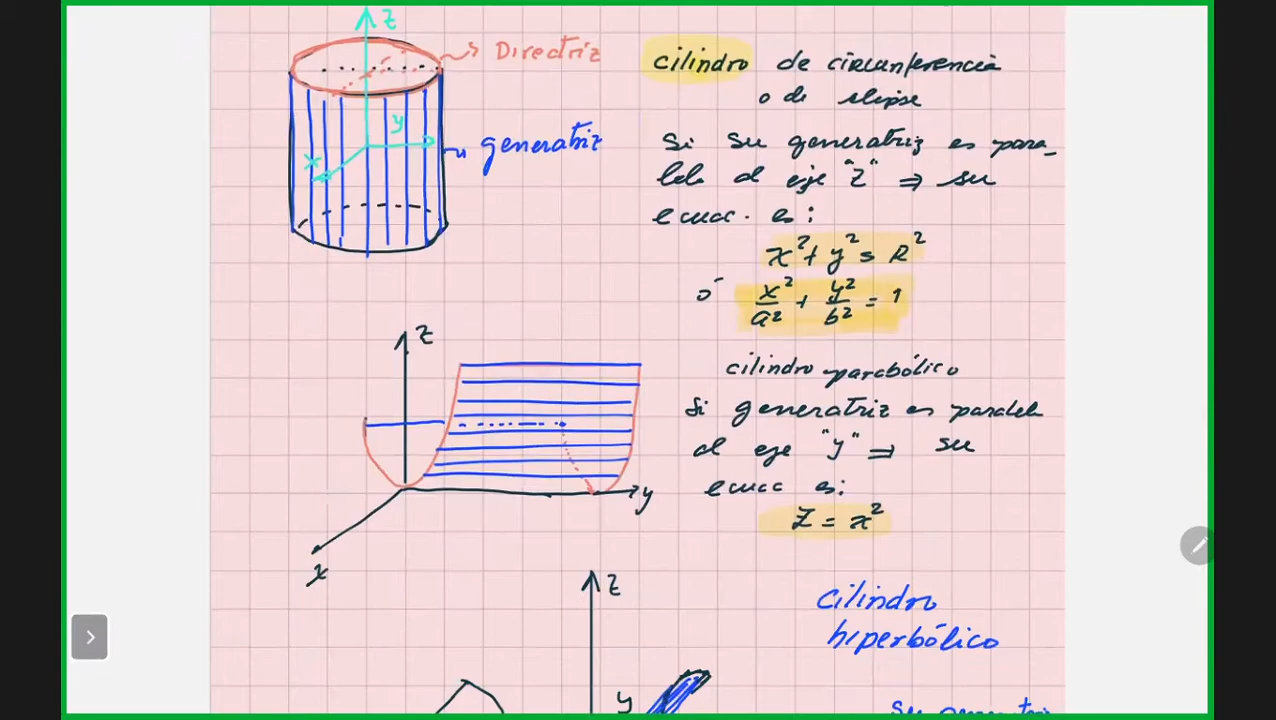 Z
Directriz
y
x
generatriz
cilindro de circunferencia
o de elipse
Si su generatriz es para_
lela al eje "Z" ⇒ su
ecuac. es:
x² + y² = R²
ó x²/a² + y²/b² = 1
Z
y
x
cilindro parabólico
Si generatriz es paralela
al eje "y" ⇒ su
ecuac es:
Z = x²
Z
y
cilindro
hiperbólico